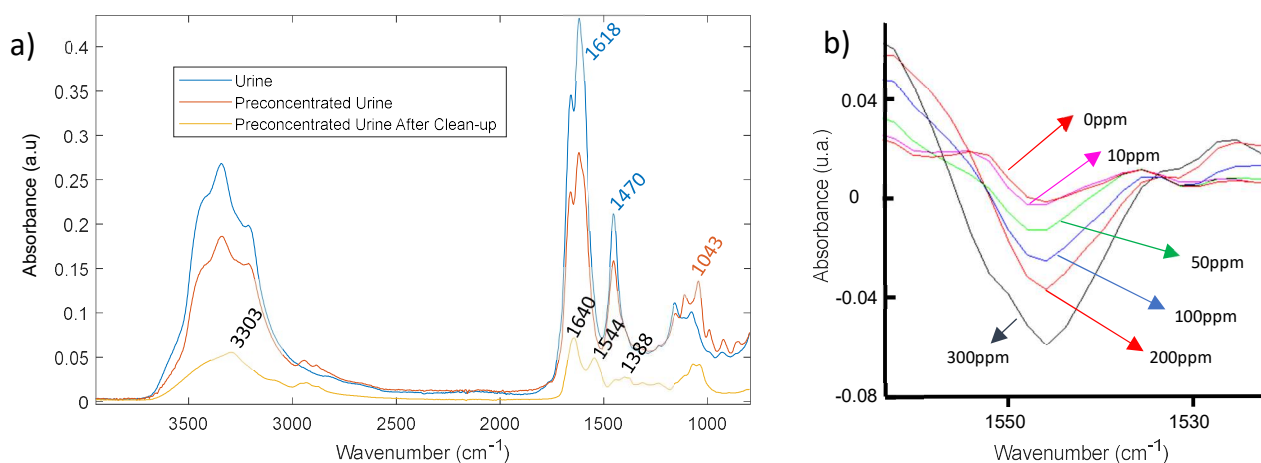 a)
Absorbance (a.u)
0.4
0.35
0.3
0.25
0.2
0.15
0.1
0.05
0
Urine
Preconcentrated Urine
Preconcentrated Urine After Clean-up
1618
1470
1043
3303
1640
1544
1388
3500 3000 2500 2000 1500 1000
Wavenumber (cm⁻¹)
b)
Absorbance (u.a.)
0.04
0
-0.04
-0.08
0ppm
10ppm
50ppm
100ppm
200ppm
300ppm
1550 1530
Wavenumber (cm⁻¹)